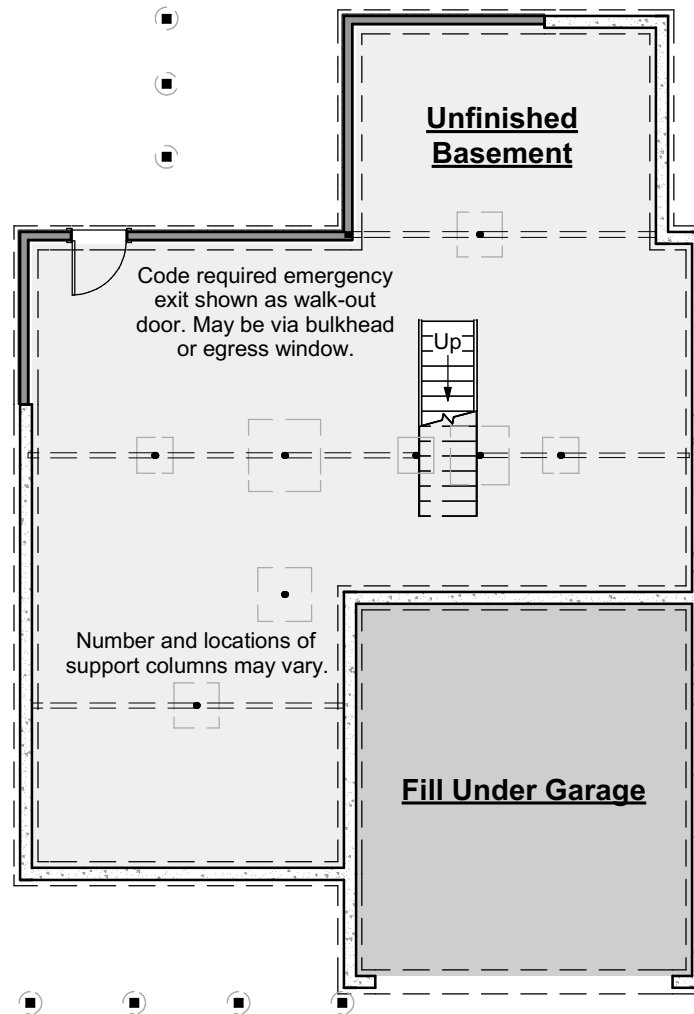 Unfinished
Basement
Code required emergency
exit shown as walk-out
door. May be via bulkhead
or egress window.
Up
Number and locations of
support columns may vary.
Fill Under Garage